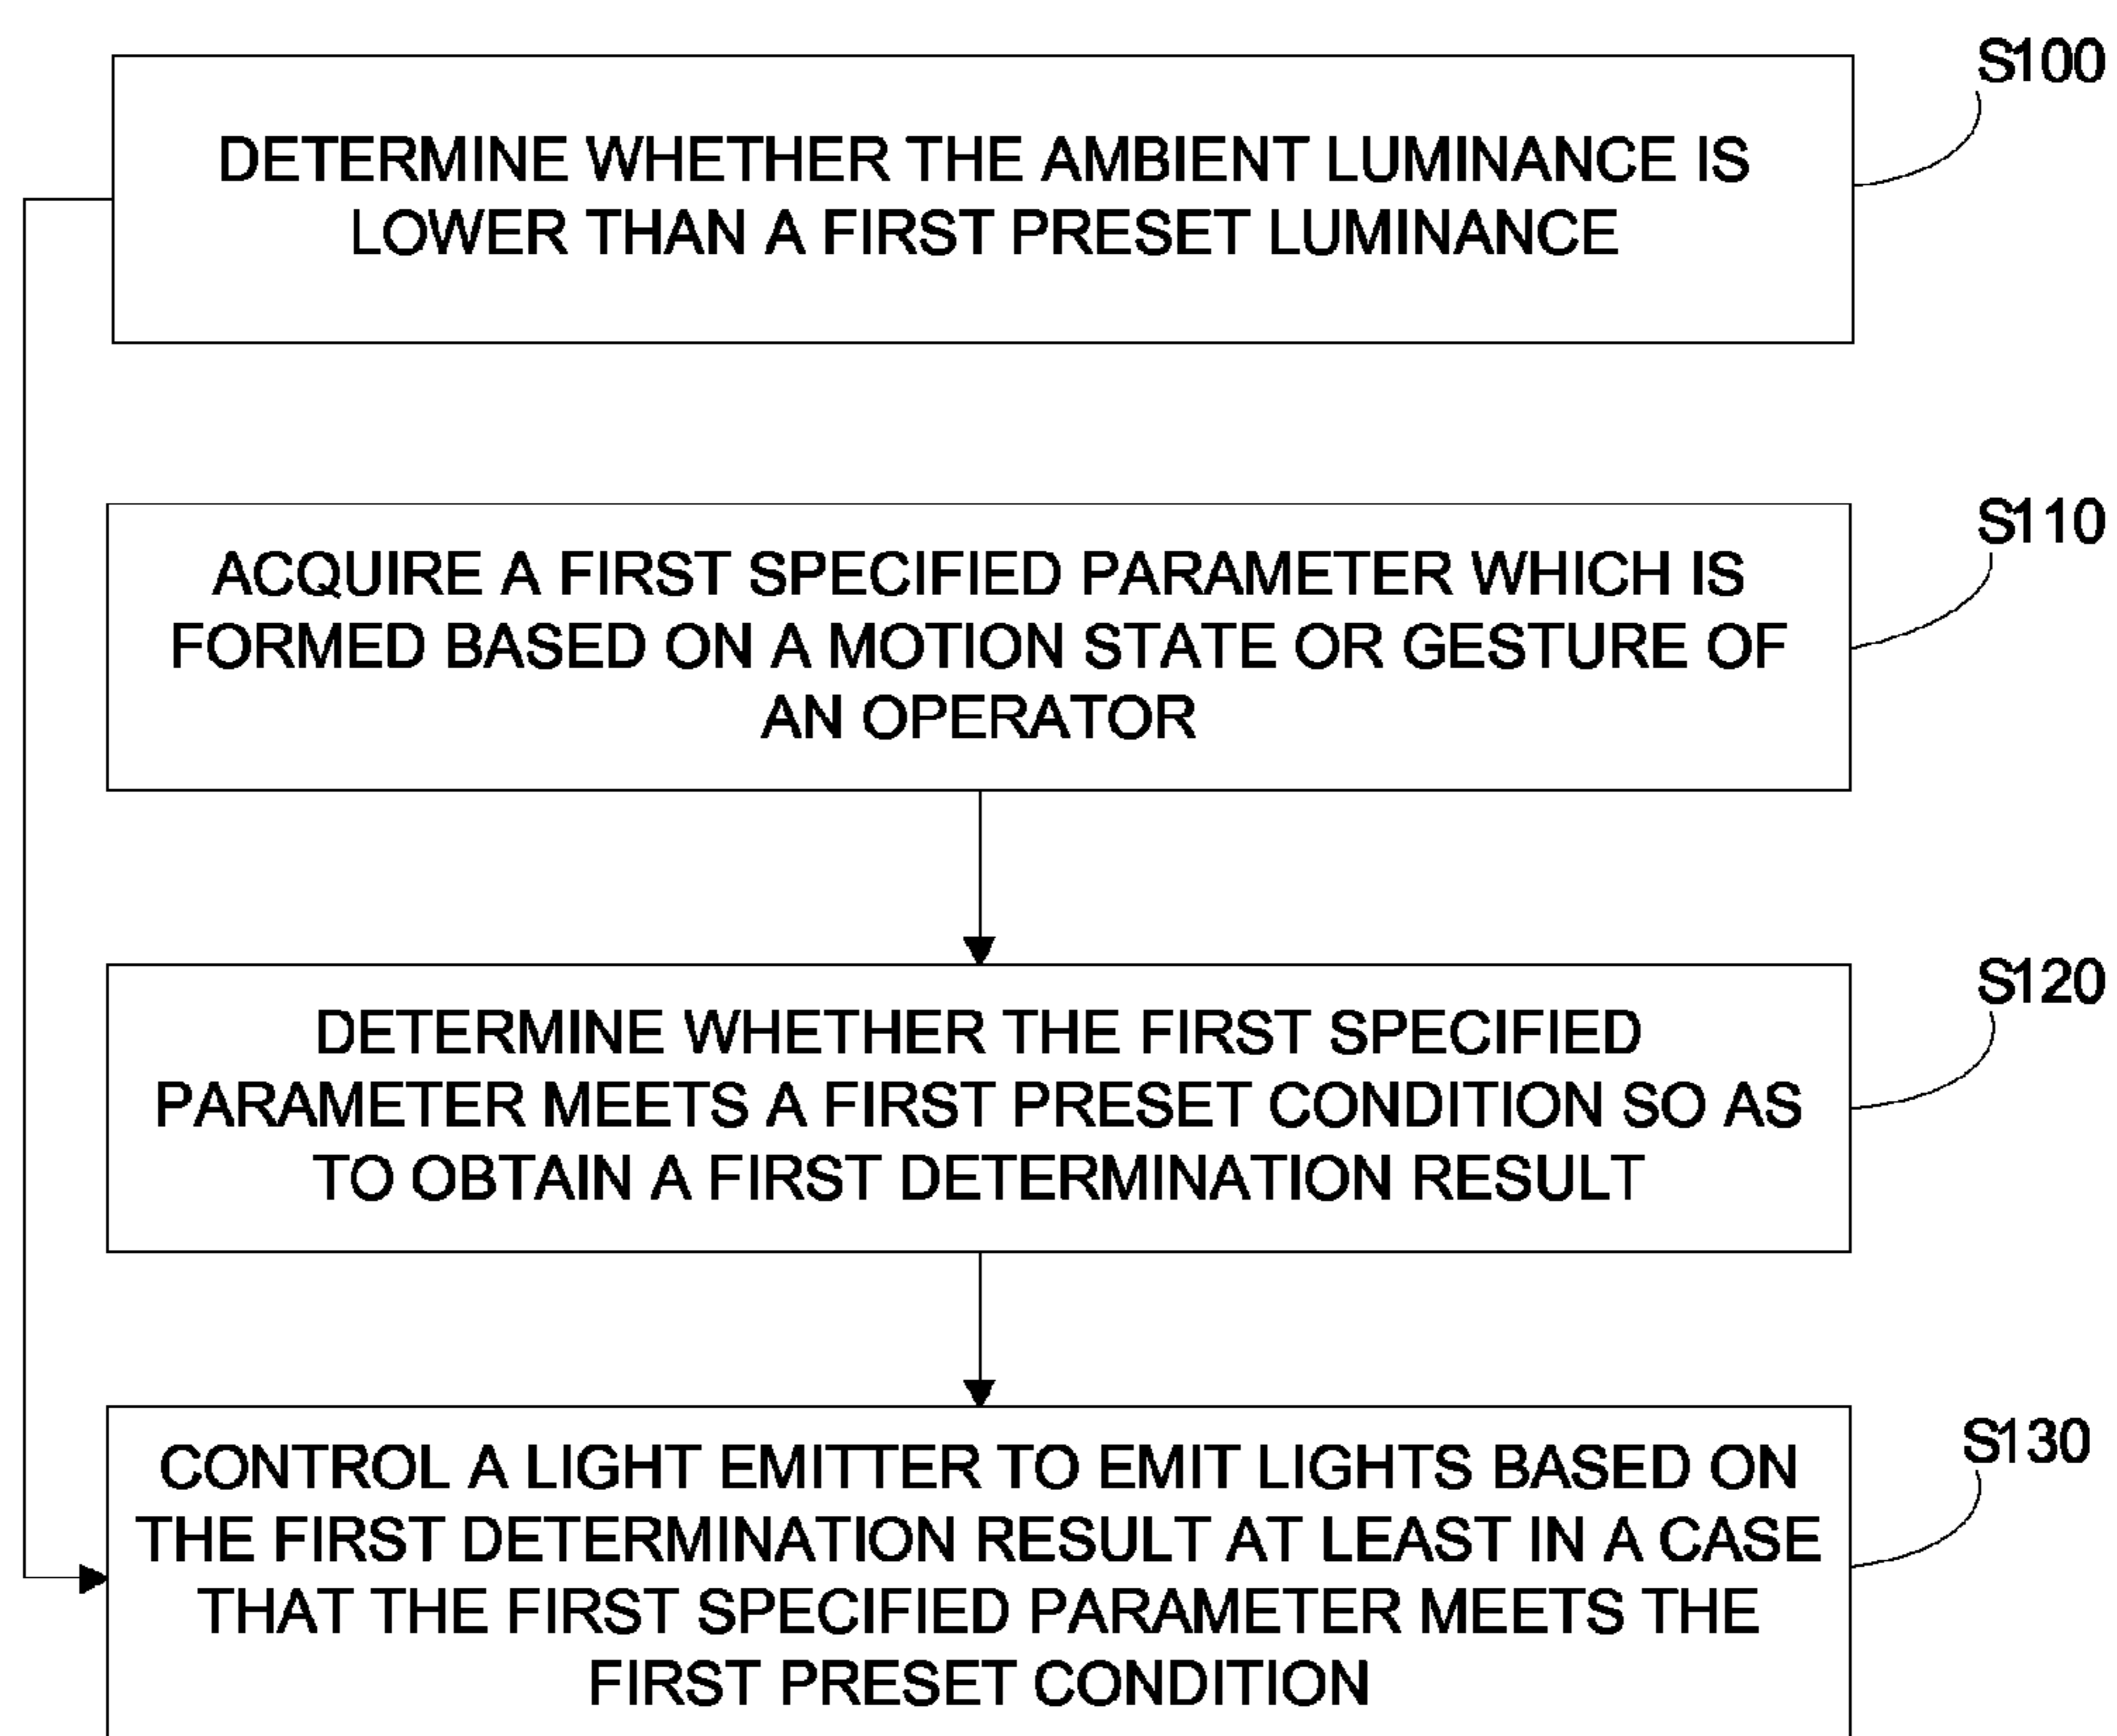 S100
DETERMINE WHETHER THE AMBIENT LUMINANCE IS
LOWER THAN A FIRST PRESET LUMINANCE
S110
ACQUIRE A FIRST SPECIFIED PARAMETER WHICH IS
FORMED BASED ON A MOTION STATE OR GESTURE OF
AN OPERATOR
S120
DETERMINE WHETHER THE FIRST SPECIFIED
PARAMETER MEETS A FIRST PRESET CONDITION SO AS
TO OBTAIN A FIRST DETERMINATION RESULT
S130
CONTROL A LIGHT EMITTER TO EMIT LIGHTS BASED ON
THE FIRST DETERMINATION RESULT AT LEAST IN A CASE
THAT THE FIRST SPECIFIED PARAMETER MEETS THE
FIRST PRESET CONDITION